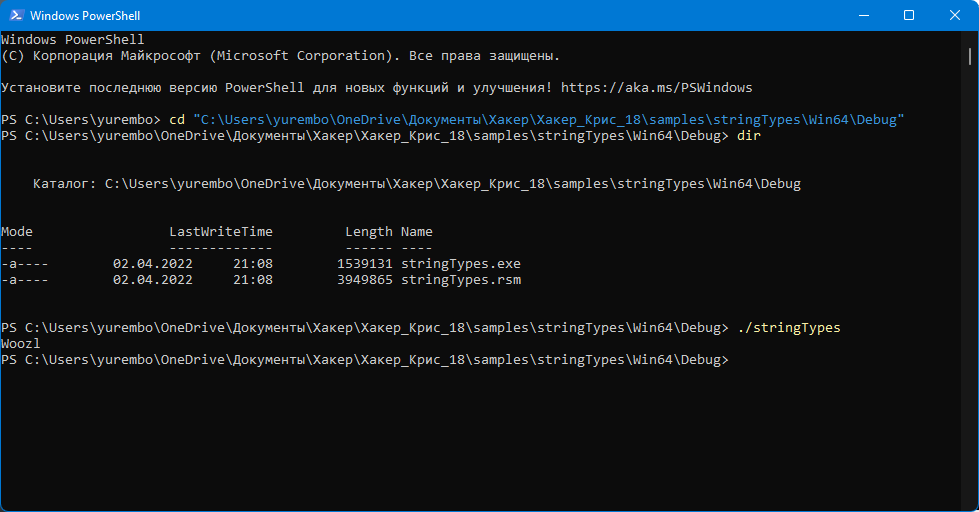 Windows PowerShell
Windows PowerShell
(C) Корпорация Майкрософт (Microsoft Corporation). Все права защищены.
Установите последнюю версию PowerShell для новых функций и улучшения! https://aka.ms/PSWindows
PS C:\Users\yurembo> cd "C:\Users\yurembo\OneDrive\Документы\Хакер\Хакер_Крис_18\samples\stringTypes\Win64\Debug"
PS C:\Users\yurembo\OneDrive\Документы\Хакер\Хакер_Крис_18\samples\stringTypes\Win64\Debug> dir
    Каталог: C:\Users\yurembo\OneDrive\Документы\Хакер\Хакер_Крис_18\samples\stringTypes\Win64\Debug
Mode                 LastWriteTime         Length Name
----                 -------------         ------ ----
-a----        02.04.2022     21:08        1539131 stringTypes.exe
-a----        02.04.2022     21:08        3949865 stringTypes.rsm
PS C:\Users\yurembo\OneDrive\Документы\Хакер\Хакер_Крис_18\samples\stringTypes\Win64\Debug> ./stringTypes
Woozl
PS C:\Users\yurembo\OneDrive\Документы\Хакер\Хакер_Крис_18\samples\stringTypes\Win64\Debug>